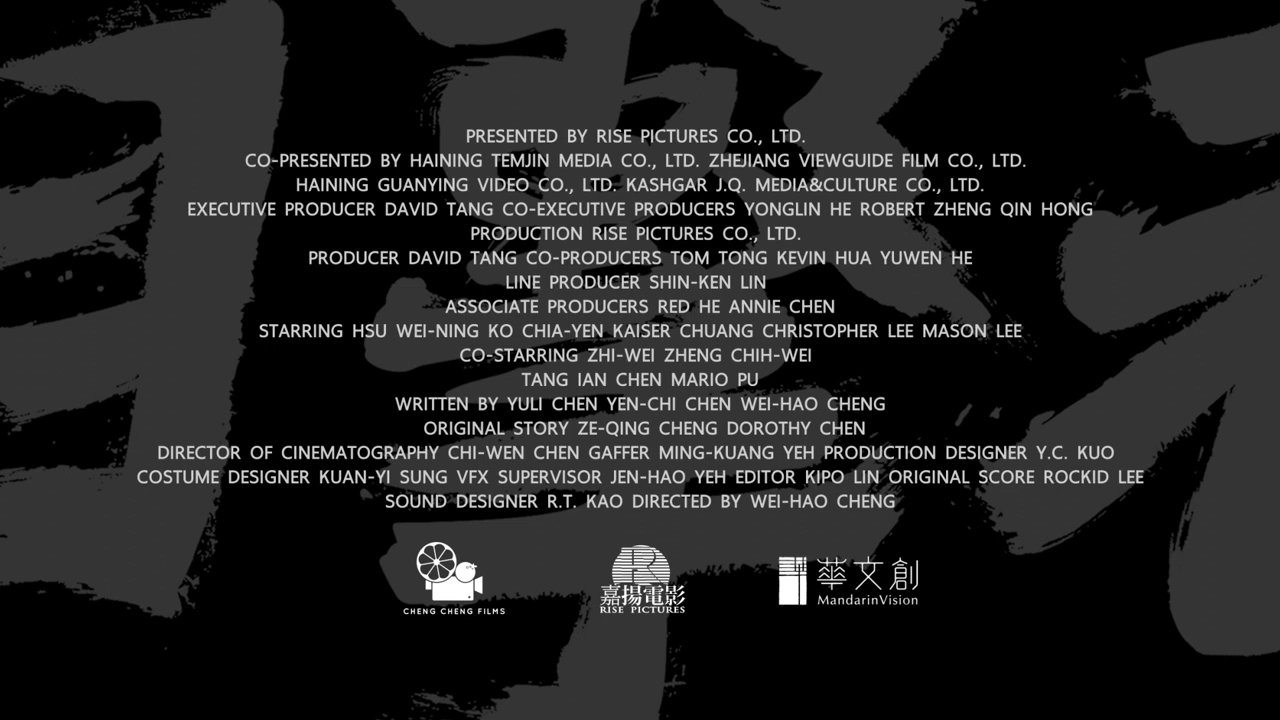 PRESENTED BY RISE PICTURES CO., LTD.
CO-PRESENTED BY HAINING TEMJIN MEDIA CO., LTD. ZHEJIANG VIEWGUIDE FILM CO., LTD.
HAINING GUANYING VIDEO CO., LTD. KASHGAR J.Q. MEDIA&CULTURE CO., LTD.
EXECUTIVE PRODUCER DAVID TANG CO-EXECUTIVE PRODUCERS YONGLIN HE ROBERT ZHENG QIN HONG
PRODUCTION RISE PICTURES CO., LTD.
PRODUCER DAVID TANG CO-PRODUCERS TOM TONG KEVIN HUA YUWEN HE
LINE PRODUCER SHIN-KEN LIN
ASSOCIATE PRODUCERS RED HE ANNIE CHEN
STARRING HSU WEI-NING KO CHIA-YEN KAISER CHUANG CHRISTOPHER LEE MASON LEE
CO-STARRING ZHI-WEI ZHENG CHIH-WEI
TANG IAN CHEN MARIO PU
WRITTEN BY YULI CHEN YEN-CHI CHEN WEI-HAO CHENG
ORIGINAL STORY ZE-QING CHENG DOROTHY CHEN
DIRECTOR OF CINEMATOGRAPHY CHI-WEN CHEN GAFFER MING-KUANG YEH PRODUCTION DESIGNER Y.C. KUO
COSTUME DESIGNER KUAN-YI SUNG VFX SUPERVISOR JEN-HAO YEH EDITOR KIPO LIN ORIGINAL SCORE ROCKID LEE
SOUND DESIGNER R.T. KAO DIRECTED BY WEI-HAO CHENG
CHENG CHENG FILMS
R
嘉揚電影
RISE PICTURES
華文創
MandarinVision